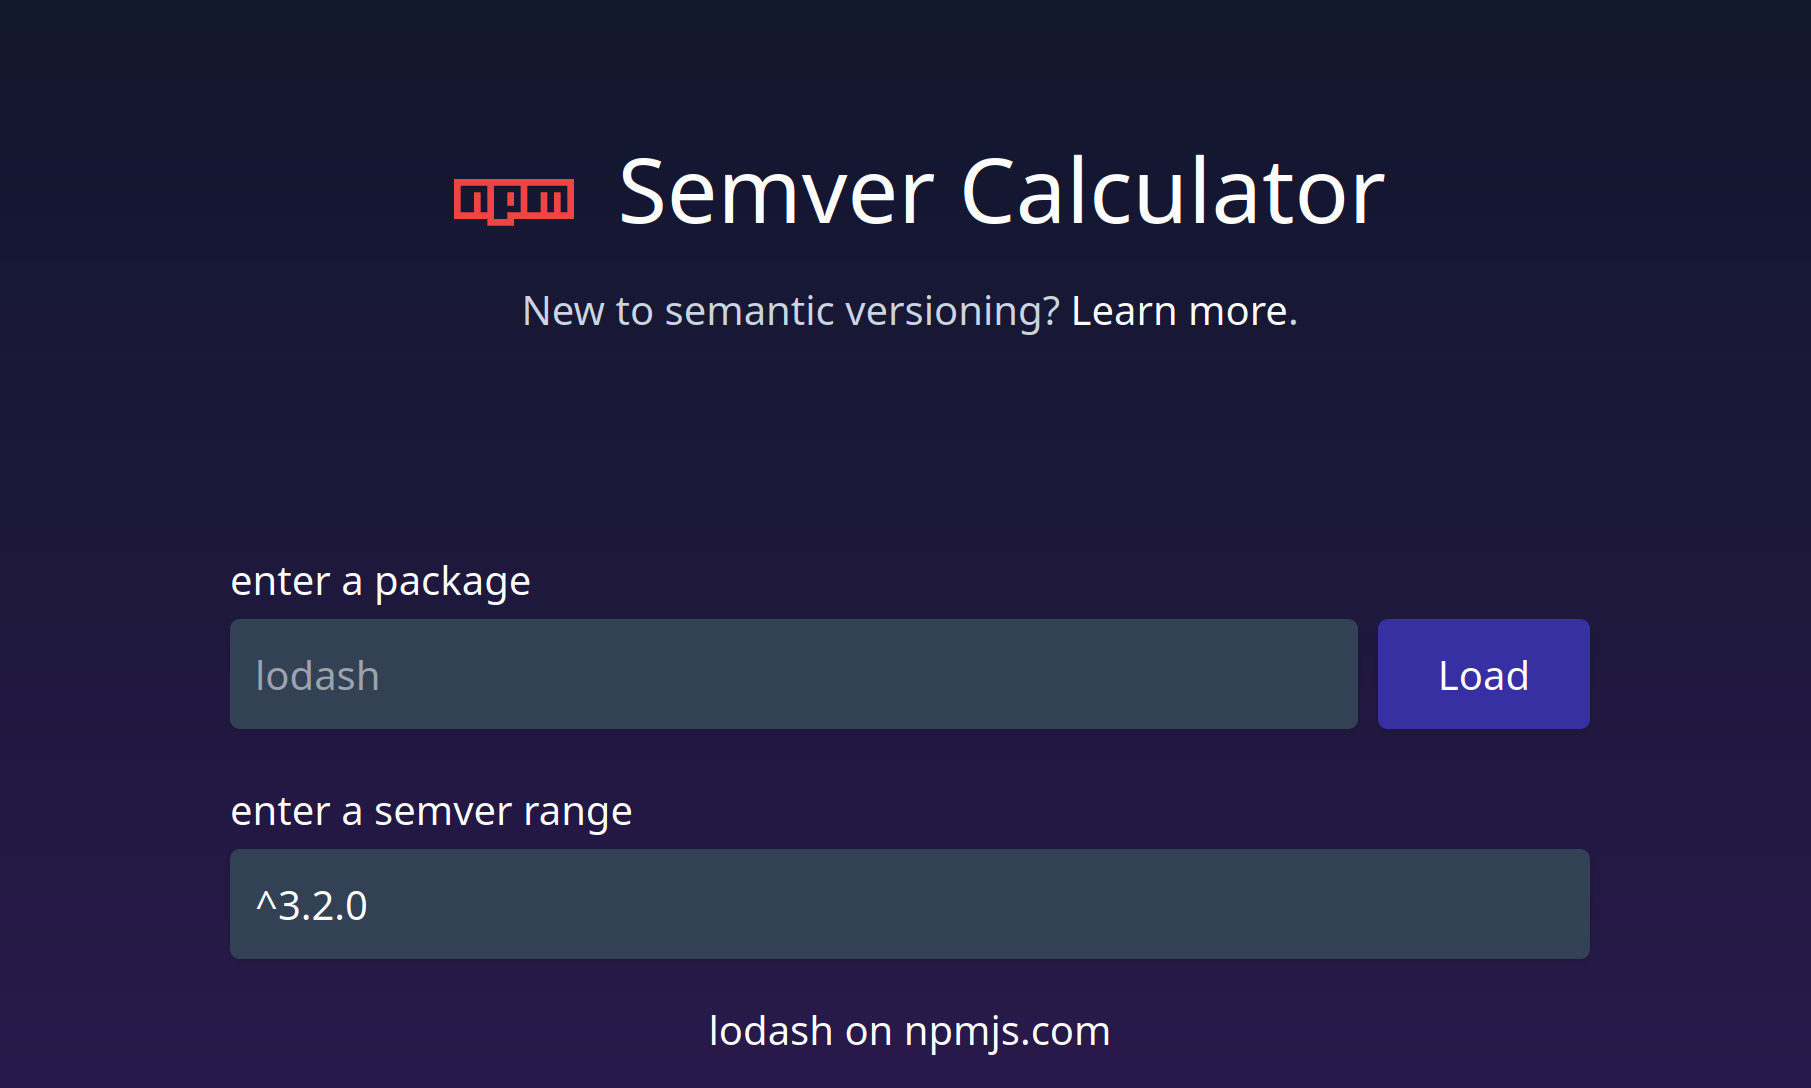 npm Semver Calculator
New to semantic versioning? Learn more.
enter a package
lodash
Load
enter a semver range
^3.2.0
lodash on npmjs.com